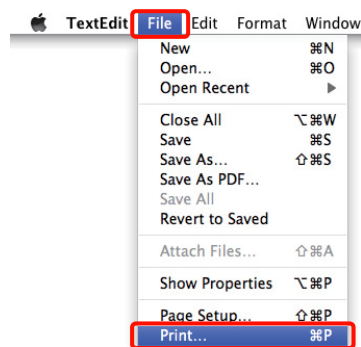 TextEdit File Edit Format Window
New ⌘N
Open... ⌘O
Open Recent ▶
Close All ⌥⌘W
Save ⌘S
Save As... ⇧⌘S
Save As PDF...
Save All
Revert to Saved
Attach Files... ⇧⌘A
Show Properties ⌥⌘P
Page Setup... ⇧⌘P
Print... ⌘P